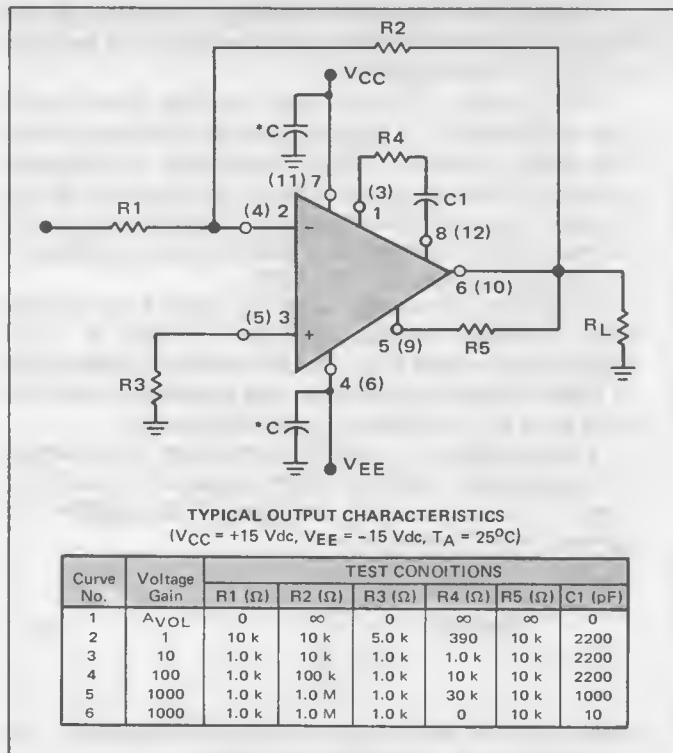 R2
VCC
*C
R4
(11) 7
(3)
1
C1
R1
(4) 2
−
8 (12)
6 (10)
(5) 3
+
5 (9)
R5
RL
R3
4 (6)
*C
VEE
TYPICAL OUTPUT CHARACTERISTICS
(VCC = +15 Vdc, VEE = −15 Vdc, TA = 25°C)
Curve No. Voltage Gain TEST CONDITIONS
R1 (Ω) R2 (Ω) R3 (Ω) R4 (Ω) R5 (Ω) C1 (pF)
1 AVOL 0 ∞ 0 ∞ ∞ 0
2 1 10 k 10 k 5.0 k 390 10 k 2200
3 10 1.0 k 10 k 1.0 k 1.0 k 10 k 2200
4 100 1.0 k 100 k 1.0 k 10 k 10 k 2200
5 1000 1.0 k 1.0 M 1.0 k 30 k 10 k 1000
6 1000 1.0 k 1.0 M 1.0 k 0 10 k 10